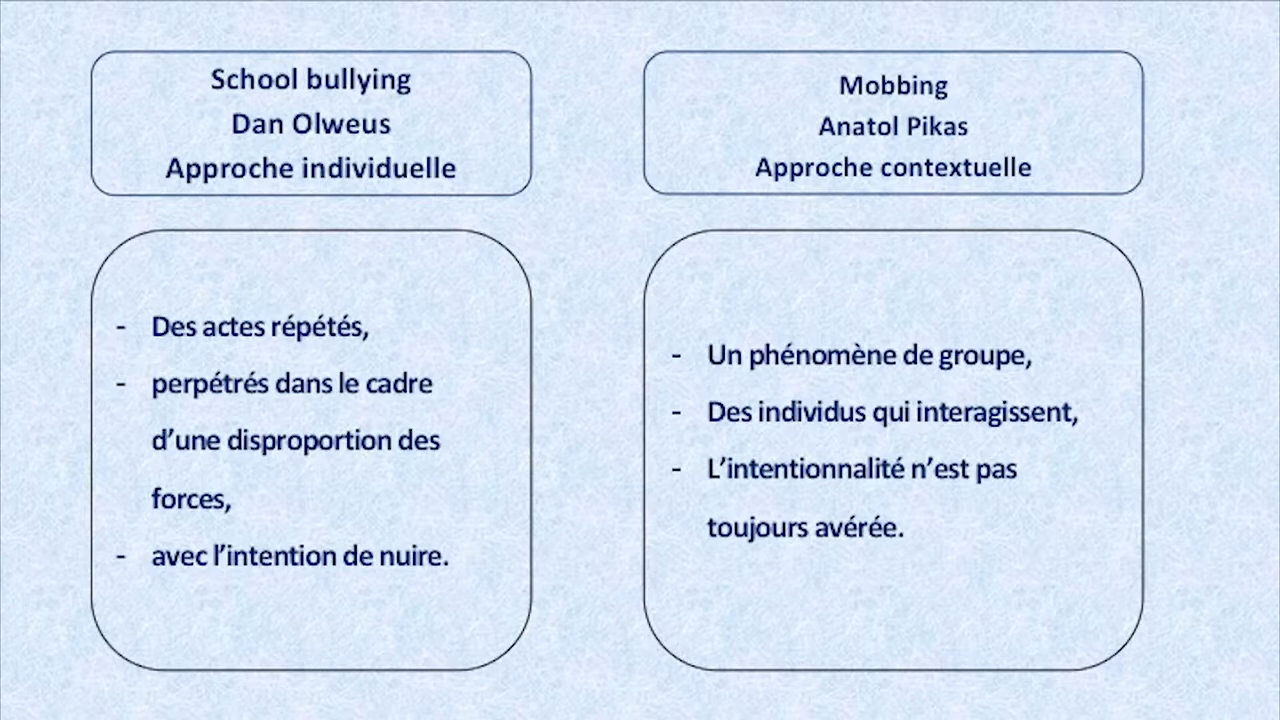 School bullying
Dan Olweus
Approche individuelle
- Des actes répétés,
- perpétrés dans le cadre
d’une disproportion des
forces,
- avec l’intention de nuire.
Mobbing
Anatol Pikas
Approche contextuelle
- Un phénomène de groupe,
- Des individus qui interagissent,
- L’intentionnalité n’est pas
toujours avérée.